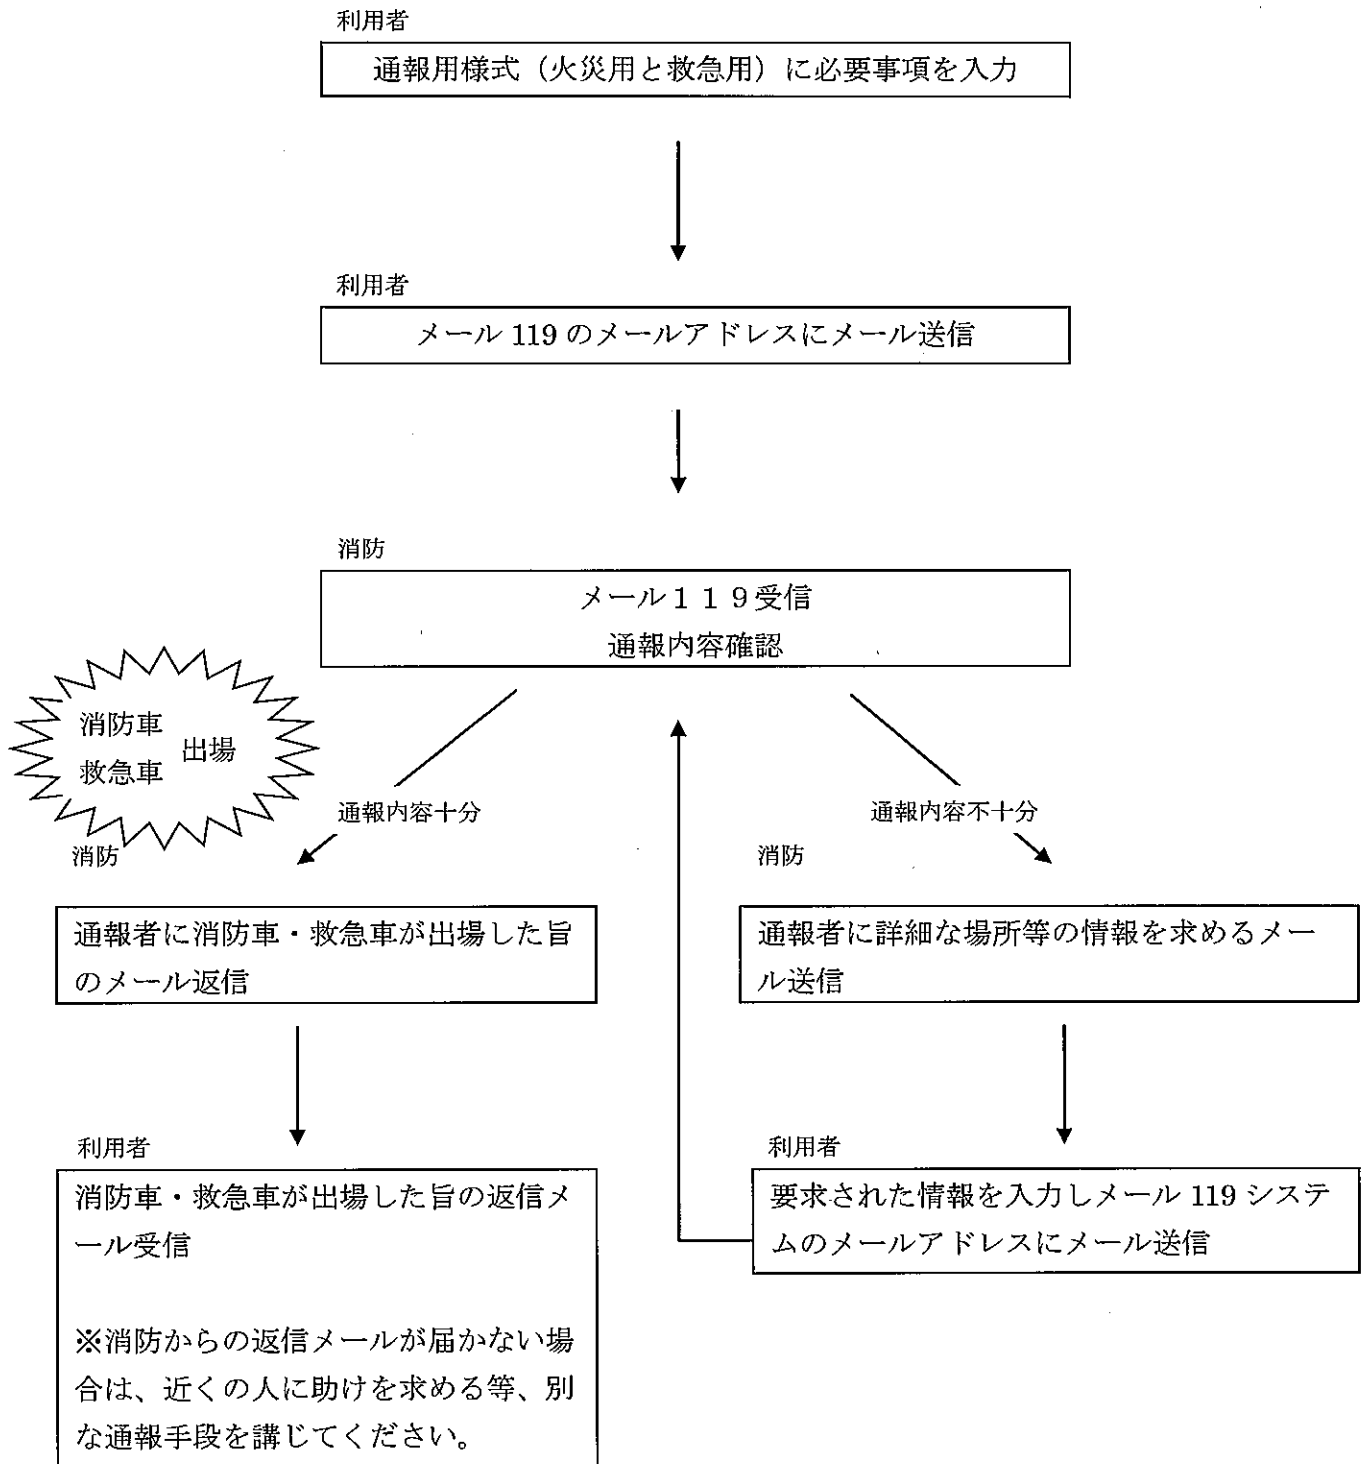 利用者
通報用様式（火災用と救急用）に必要事項を入力
利用者
メール 119 のメールアドレスにメール送信
消防
メール１１９受信
通報内容確認
消防車
救急車
出場
通報内容十分
通報内容不十分
消防
通報者に消防車・救急車が出場した旨
のメール返信
消防
通報者に詳細な場所等の情報を求めるメー
ル送信
利用者
消防車・救急車が出場した旨の返信メ
ール受信
※消防からの返信メールが届かない場
合は、近くの人に助けを求める等、別
な通報手段を講じてください。
利用者
要求された情報を入力しメール 119 システ
ムのメールアドレスにメール送信